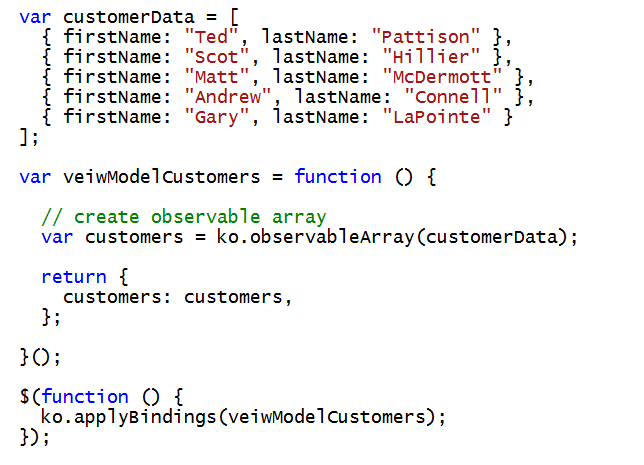 var customerData = [
  { firstName: "Ted", lastName: "Pattison" },
  { firstName: "Scot", lastName: "Hillier" },
  { firstName: "Matt", lastName: "McDermott" },
  { firstName: "Andrew", lastName: "Connell" },
  { firstName: "Gary", lastName: "LaPointe" }
];
var veiwModelCustomers = function () {
  // create observable array
  var customers = ko.observableArray(customerData);
  return {
    customers: customers,
  };
}();
$(function () {
  ko.applyBindings(veiwModelCustomers);
});